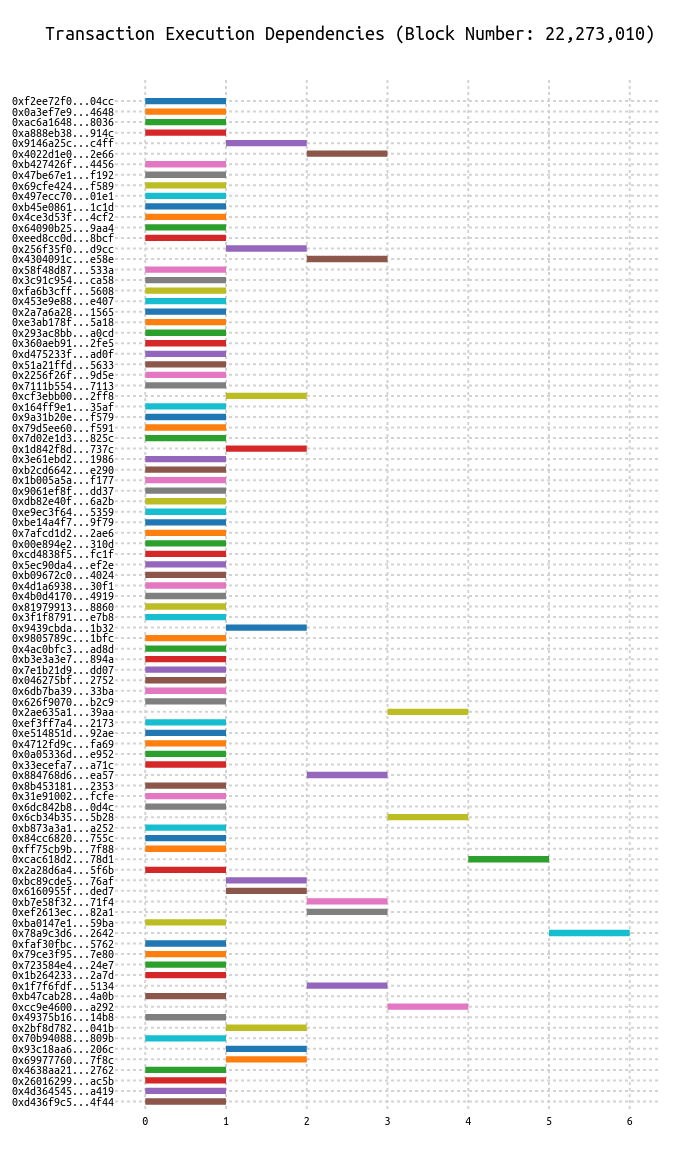 Transaction Execution Dependencies (Block Number: 22,273,010)
0xf2ee72f0...04cc
0x0a3ef7e9...4648
0xac6a1648...8036
0xa888eb38...914c
0x9146a25c...c4ff
0x4022d1e0...2e66
0xb427426f...4456
0x47be67e1...f192
0x69cfe424...f589
0x497ecc70...01e1
0xb45e0861...1c1d
0x4ce3d53f...4cf2
0x64090b25...9aa4
0xeed8cc0d...8bcf
0x256f35f0...d9cc
0x4304091c...e58e
0x58f48d87...533a
0x3c91c954...ca58
0xfa6b3cff...5608
0x453e9e88...e407
0x2a7a6a28...1565
0xe3ab178f...5a18
0x293ac8bb...a0cd
0x360aeb91...2fe5
0xd475233f...ad0f
0x51a21ffd...5633
0x2256f26f...9d5e
0x7111b554...7113
0xcf3ebb00...2ff8
0x164ff9e1...35af
0x9a31b20e...f579
0x79d5ee60...f591
0x7d02e1d3...825c
0x1d842f8d...737c
0x3e61ebd2...1986
0xb2cd6642...e290
0x1b005a5a...f177
0x9061ef8f...dd37
0xdb82e40f...6a2b
0xe9ec3f64...5359
0xbe14a4f7...9f79
0x7afcd1d2...2ae6
0x00e894e2...310d
0xcd4838f5...fc1f
0x5ec90da4...ef2e
0xb09672c0...4024
0x4d1a6938...30f1
0x4b0d4170...4919
0x81979913...8860
0x3f1f8791...e7b8
0x9439cbda...1b32
0x9805789c...1bfc
0x4ac0bfc3...ad8d
0xb3e3a3e7...894a
0x7e1b21d9...dd07
0x046275bf...2752
0x6db7ba39...33ba
0x626f9070...b2c9
0x2ae635a1...39aa
0xef3ff7a4...2173
0xe514851d...92ae
0x4712fd9c...fa69
0x0a05336d...e952
0x33ecefa7...a71c
0x884768d6...ea57
0x8b453181...2353
0x31e91002...fcfe
0x6dc842b8...0d4c
0x6cb34b35...5b28
0xb873a3a1...a252
0x84cc6820...755c
0xff75cb9b...7f88
0xcac618d2...78d1
0x2a28d6a4...5f6b
0xbc89cde5...76af
0x6160955f...ded7
0xb7e58f32...71f4
0xef2613ec...82a1
0xba0147e1...59ba
0x78a9c3d6...2642
0xfaf30fbc...5762
0x79ce3f95...7e80
0x723584e4...24e7
0x1b264233...2a7d
0x1f7f6fdf...5134
0xb47cab28...4a0b
0xcc9e4600...a292
0x49375b16...14b8
0x2bf8d782...041b
0x70b94088...809b
0x93c18aa6...206c
0x69977760...7f8c
0x4638aa21...2762
0x26016299...ac5b
0x4d364545...a419
0xd436f9c5...4f44
0 1 2 3 4 5 6